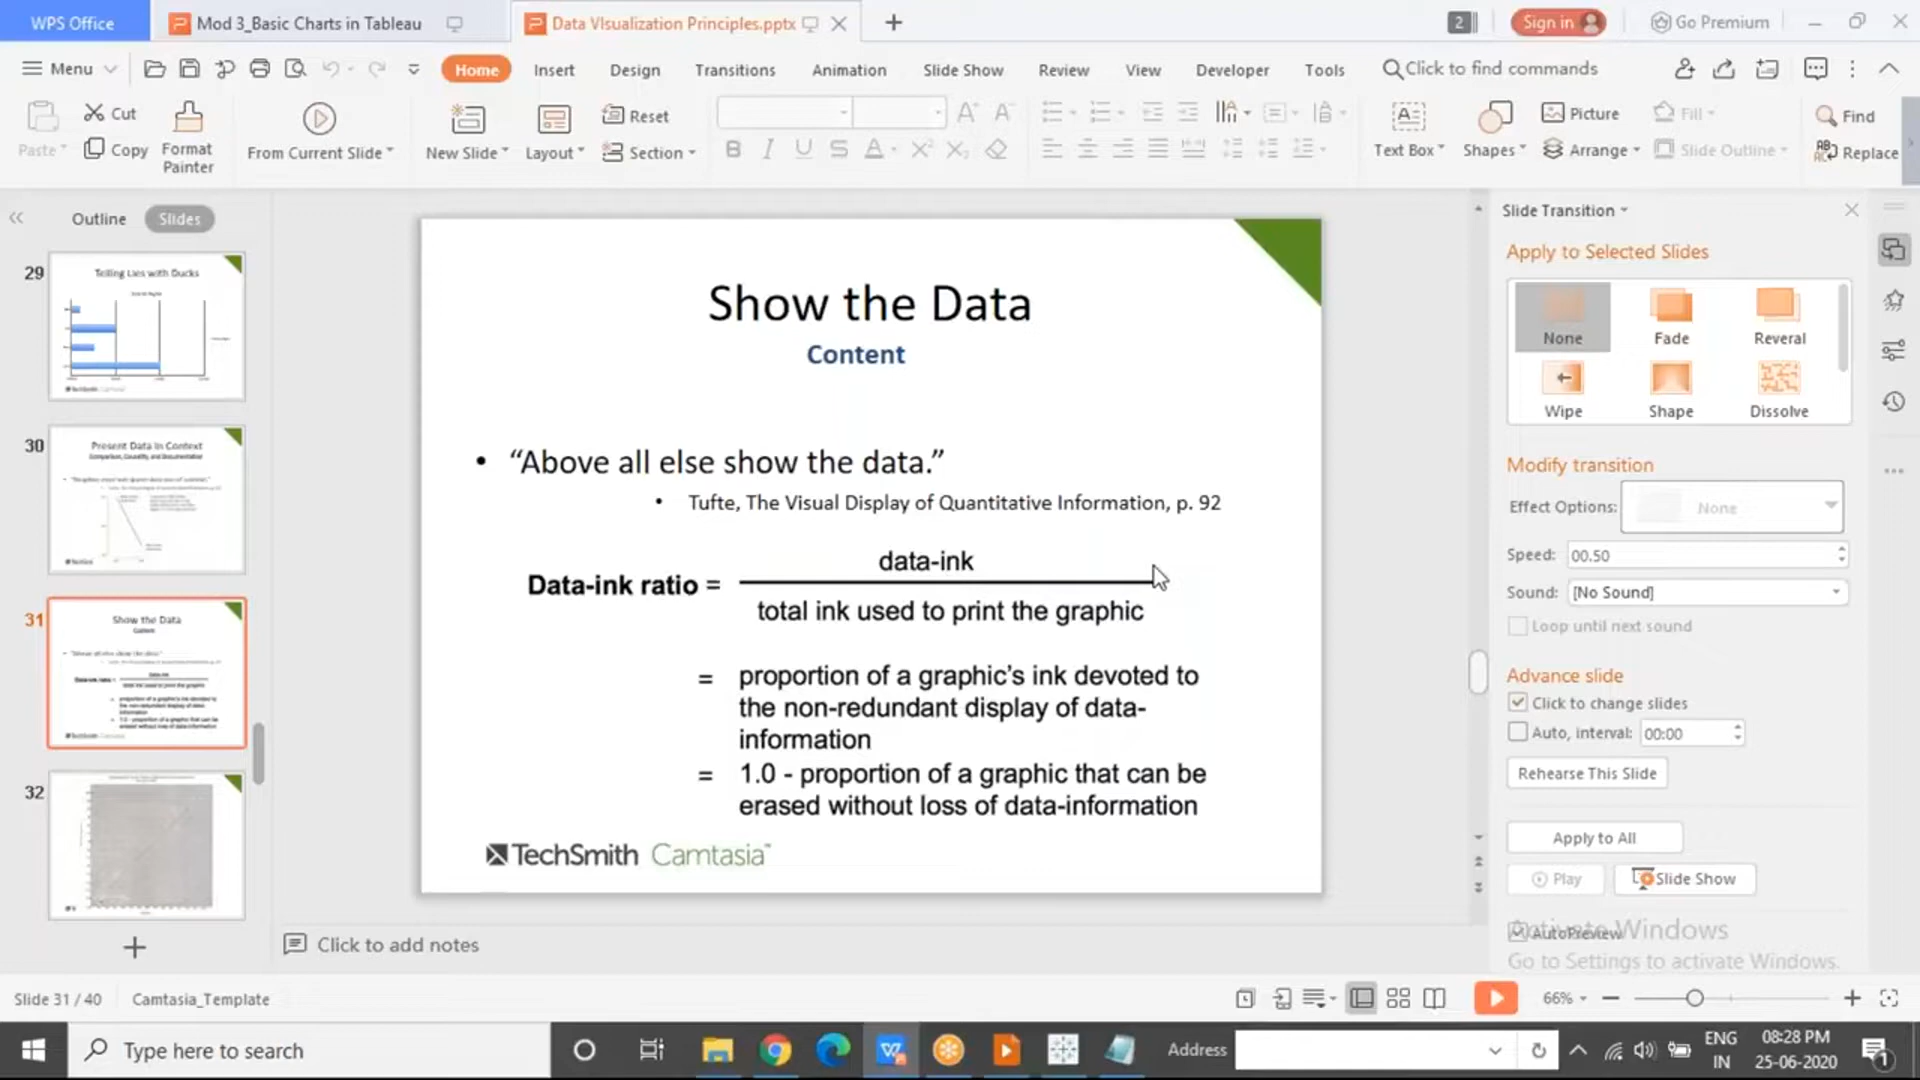 WPS Office
Mod 3_Basic Charts in Tableau
Data VIsualization Principles.pptx
2
Sign in
Go Premium
Menu
Home
Insert
Design
Transitions
Animation
Slide Show
Review
View
Developer
Tools
Click to find commands
Paste
Cut
Copy
Format
Painter
From Current Slide
New Slide
Layout
Reset
Section
Text Box
Shapes
Picture
Arrange
Fill
Slide Outline
Find
Replace
Outline
Slides
29
Telling Lies with Ducks
30
Present Data in Context
Comparison, Causality, and Documentation
31
Show the Data
Content
32
Show the Data
Content
• “Above all else show the data.”
• Tufte, The Visual Display of Quantitative Information, p. 92
data-ink
Data-ink ratio =
total ink used to print the graphic
= proportion of a graphic’s ink devoted to
the non-redundant display of data-
information
= 1.0 - proportion of a graphic that can be
erased without loss of data-information
TechSmith Camtasia™
Click to add notes
Slide Transition
Apply to Selected Slides
None
Fade
Reveral
Wipe
Shape
Dissolve
Modify transition
Effect Options: None
Speed: 00.50
Sound: [No Sound]
Loop until next sound
Advance slide
Click to change slides
Auto, interval: 00:00
Rehearse This Slide
Apply to All
Play
Slide Show
AutoPreview
Activate Windows
Go to Settings to activate Windows.
Slide 31 / 40
Camtasia_Template
66%
Type here to search
Address
ENG
IN
08:28 PM
25-06-2020
1